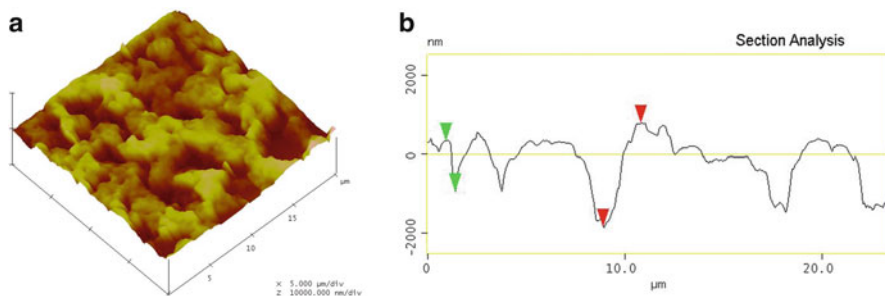 a
μm
15
10
5
X 5.000 μm/div
Z 10000.000 nm/div
b
nm
Section Analysis
2000
0
-2000
0
10.0
20.0
μm